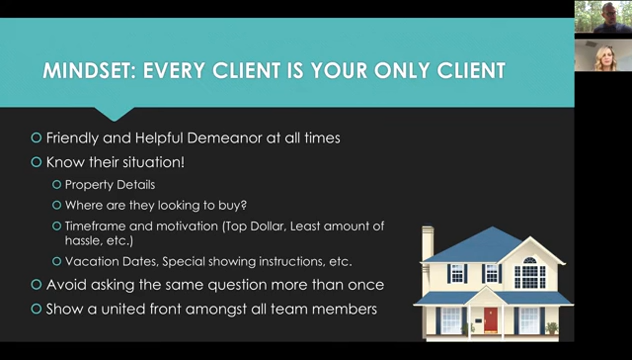 MINDSET: EVERY CLIENT IS YOUR ONLY CLIENT
Friendly and Helpful Demeanor at all times
Know their situation!
Property Details
Where are they looking to buy?
Timeframe and motivation (Top Dollar, Least amount of
hassle, etc.)
Vacation Dates, Special showing instructions, etc.
Avoid asking the same question more than once
Show a united front amongst all team members